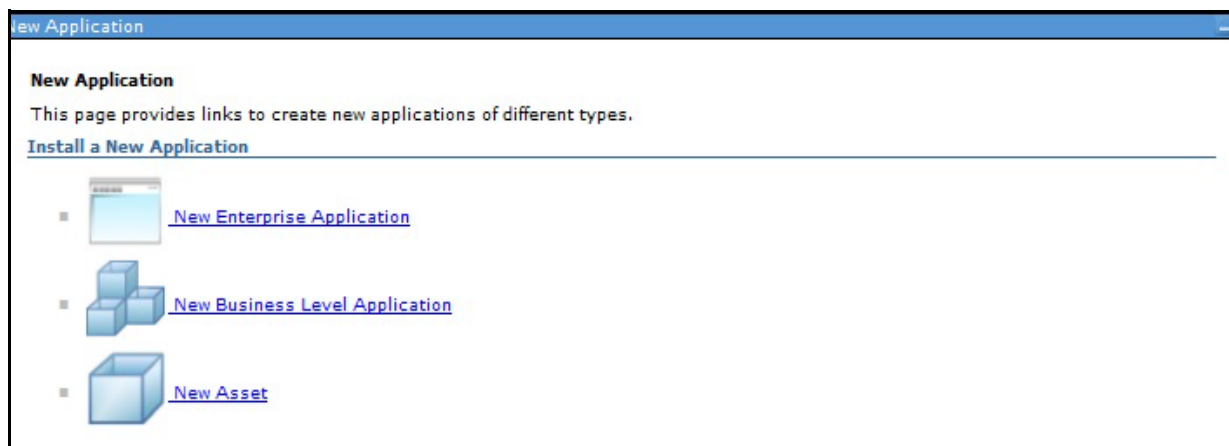 New Application
New Application
This page provides links to create new applications of different types.
Install a New Application
New Enterprise Application
New Business Level Application
New Asset